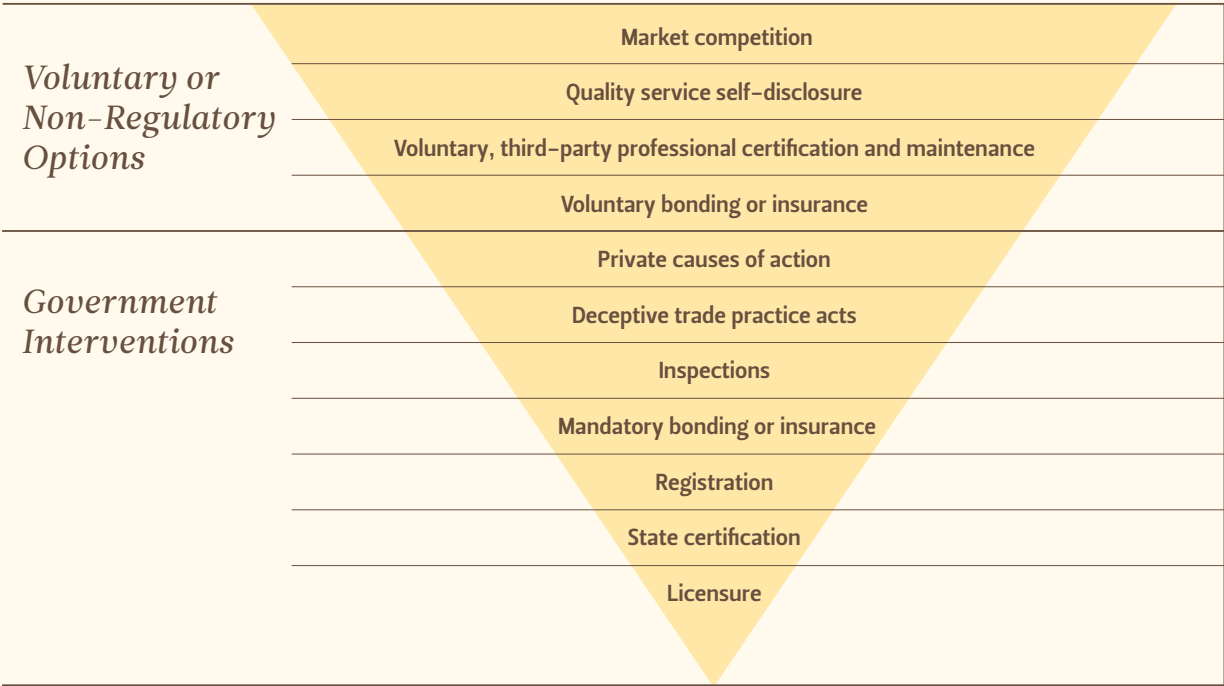 Voluntary or
Non–Regulatory
Options
Market competition
Quality service self–disclosure
Voluntary, third–party professional certification and maintenance
Voluntary bonding or insurance
Government
Interventions
Private causes of action
Deceptive trade practice acts
Inspections
Mandatory bonding or insurance
Registration
State certification
Licensure